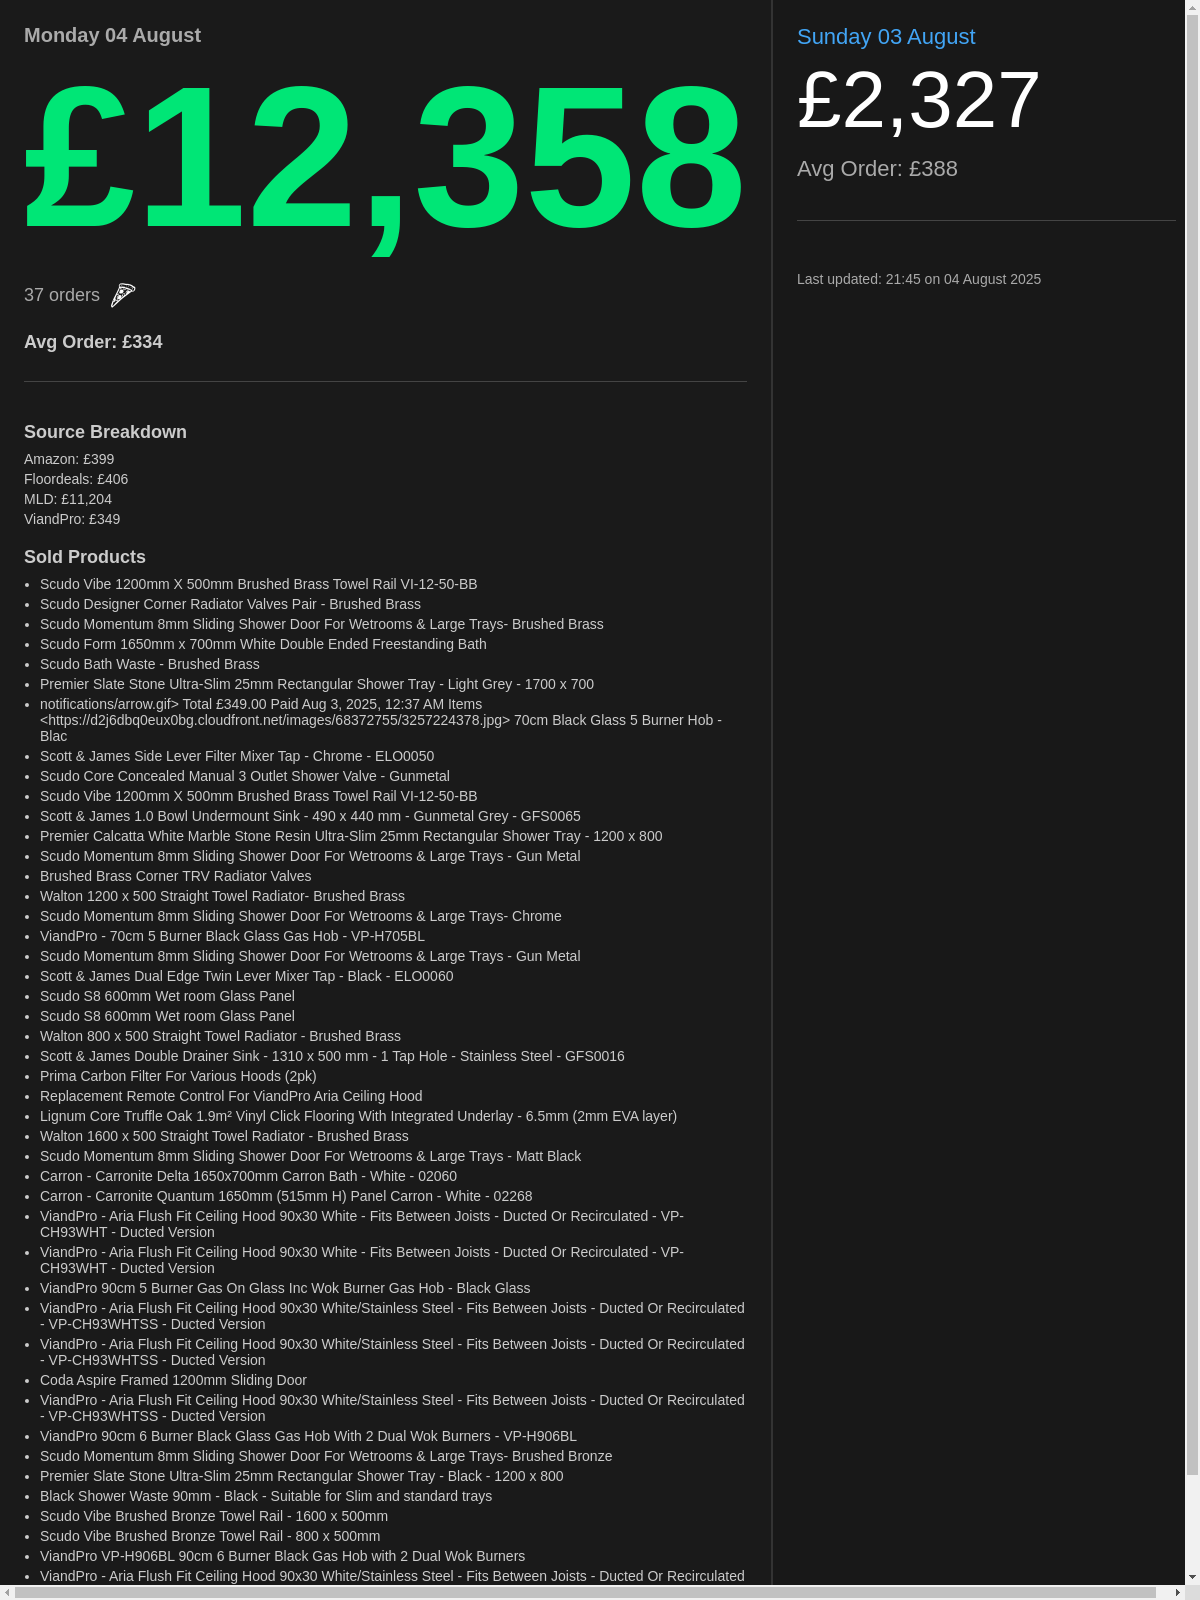 Monday 04 August
£12,358
37 orders
Avg Order: £334
Source Breakdown
Amazon: £399
Floordeals: £406
MLD: £11,204
ViandPro: £349
Sold Products
• Scudo Vibe 1200mm X 500mm Brushed Brass Towel Rail VI-12-50-BB
• Scudo Designer Corner Radiator Valves Pair - Brushed Brass
• Scudo Momentum 8mm Sliding Shower Door For Wetrooms & Large Trays- Brushed Brass
• Scudo Form 1650mm x 700mm White Double Ended Freestanding Bath
• Scudo Bath Waste - Brushed Brass
• Premier Slate Stone Ultra-Slim 25mm Rectangular Shower Tray - Light Grey - 1700 x 700
• notifications/arrow.gif> Total £349.00 Paid Aug 3, 2025, 12:37 AM Items
<https://d2j6dbq0eux0bg.cloudfront.net/images/68372755/3257224378.jpg> 70cm Black Glass 5 Burner Hob -
Blac
• Scott & James Side Lever Filter Mixer Tap - Chrome - ELO0050
• Scudo Core Concealed Manual 3 Outlet Shower Valve - Gunmetal
• Scudo Vibe 1200mm X 500mm Brushed Brass Towel Rail VI-12-50-BB
• Scott & James 1.0 Bowl Undermount Sink - 490 x 440 mm - Gunmetal Grey - GFS0065
• Premier Calcatta White Marble Stone Resin Ultra-Slim 25mm Rectangular Shower Tray - 1200 x 800
• Scudo Momentum 8mm Sliding Shower Door For Wetrooms & Large Trays - Gun Metal
• Brushed Brass Corner TRV Radiator Valves
• Walton 1200 x 500 Straight Towel Radiator- Brushed Brass
• Scudo Momentum 8mm Sliding Shower Door For Wetrooms & Large Trays- Chrome
• ViandPro - 70cm 5 Burner Black Glass Gas Hob - VP-H705BL
• Scudo Momentum 8mm Sliding Shower Door For Wetrooms & Large Trays - Gun Metal
• Scott & James Dual Edge Twin Lever Mixer Tap - Black - ELO0060
• Scudo S8 600mm Wet room Glass Panel
• Scudo S8 600mm Wet room Glass Panel
• Walton 800 x 500 Straight Towel Radiator - Brushed Brass
• Scott & James Double Drainer Sink - 1310 x 500 mm - 1 Tap Hole - Stainless Steel - GFS0016
• Prima Carbon Filter For Various Hoods (2pk)
• Replacement Remote Control For ViandPro Aria Ceiling Hood
• Lignum Core Truffle Oak 1.9m² Vinyl Click Flooring With Integrated Underlay - 6.5mm (2mm EVA layer)
• Walton 1600 x 500 Straight Towel Radiator - Brushed Brass
• Scudo Momentum 8mm Sliding Shower Door For Wetrooms & Large Trays - Matt Black
• Carron - Carronite Delta 1650x700mm Carron Bath - White - 02060
• Carron - Carronite Quantum 1650mm (515mm H) Panel Carron - White - 02268
• ViandPro - Aria Flush Fit Ceiling Hood 90x30 White - Fits Between Joists - Ducted Or Recirculated - VP-
CH93WHT - Ducted Version
• ViandPro - Aria Flush Fit Ceiling Hood 90x30 White - Fits Between Joists - Ducted Or Recirculated - VP-
CH93WHT - Ducted Version
• ViandPro 90cm 5 Burner Gas On Glass Inc Wok Burner Gas Hob - Black Glass
• ViandPro - Aria Flush Fit Ceiling Hood 90x30 White/Stainless Steel - Fits Between Joists - Ducted Or Recirculated
- VP-CH93WHTSS - Ducted Version
• ViandPro - Aria Flush Fit Ceiling Hood 90x30 White/Stainless Steel - Fits Between Joists - Ducted Or Recirculated
- VP-CH93WHTSS - Ducted Version
• Coda Aspire Framed 1200mm Sliding Door
• ViandPro - Aria Flush Fit Ceiling Hood 90x30 White/Stainless Steel - Fits Between Joists - Ducted Or Recirculated
- VP-CH93WHTSS - Ducted Version
• ViandPro 90cm 6 Burner Black Glass Gas Hob With 2 Dual Wok Burners - VP-H906BL
• Scudo Momentum 8mm Sliding Shower Door For Wetrooms & Large Trays- Brushed Bronze
• Premier Slate Stone Ultra-Slim 25mm Rectangular Shower Tray - Black - 1200 x 800
• Black Shower Waste 90mm - Black - Suitable for Slim and standard trays
• Scudo Vibe Brushed Bronze Towel Rail - 1600 x 500mm
• Scudo Vibe Brushed Bronze Towel Rail - 800 x 500mm
• ViandPro VP-H906BL 90cm 6 Burner Black Gas Hob with 2 Dual Wok Burners
• ViandPro - Aria Flush Fit Ceiling Hood 90x30 White/Stainless Steel - Fits Between Joists - Ducted Or Recirculated
Sunday 03 August
£2,327
Avg Order: £388
Last updated: 21:45 on 04 August 2025